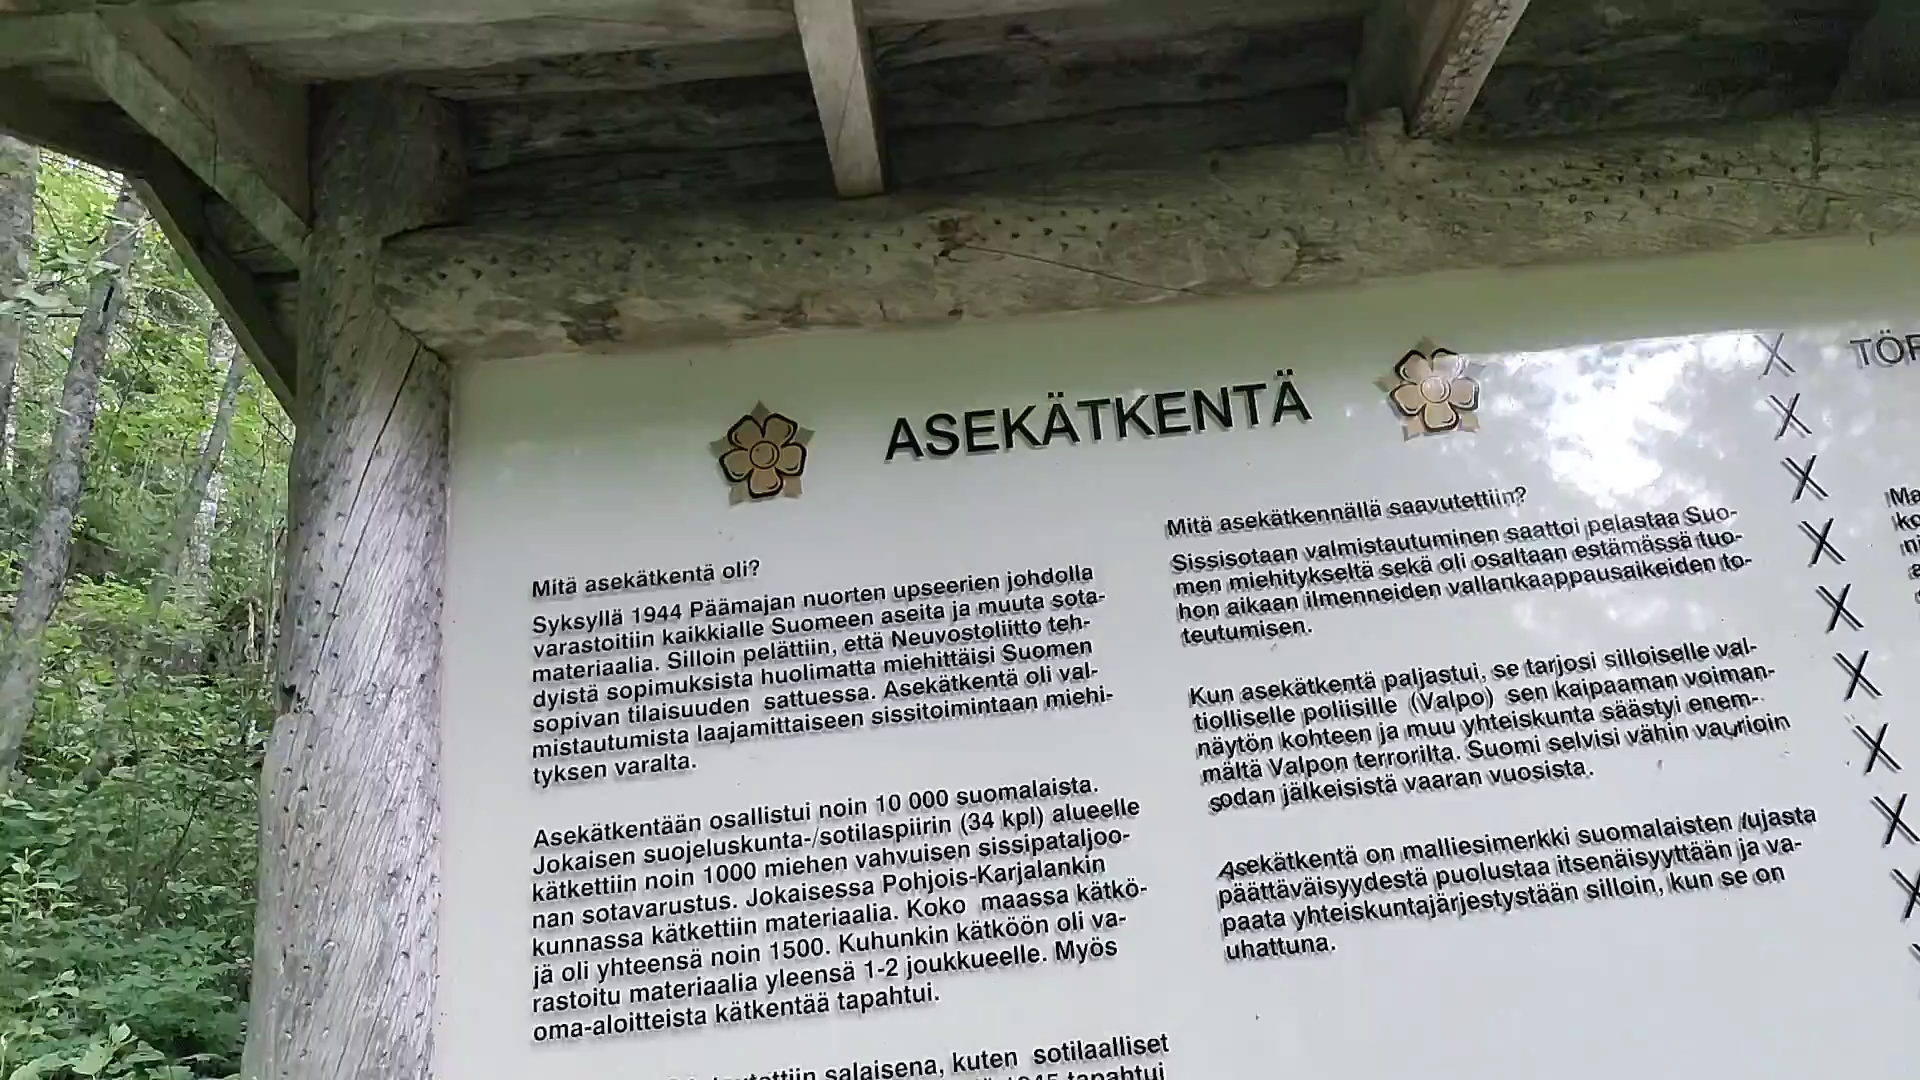 ASEKÄTKENTÄ
Mitä asekätkentä oli?
Syksyllä 1944 Päämajan nuorten upseerien johdolla
varastoitiin kaikkialle Suomeen aseita ja muuta sota-
materiaalia. Silloin pelättiin, että Neuvostoliitto teh-
dyistä sopimuksista huolimatta miehittäisi Suomen
sopivan tilaisuuden sattuessa. Asekätkentä oli val-
mistautumista laajamittaiseen sissitoimintaan miehi-
tyksen varalta.
Asekätkentään osallistui noin 10 000 suomalaista.
Jokaisen suojeluskunta-/sotilaspiirin (34 kpl) alueelle
kätkettiin noin 1000 miehen vahvuisen sissipataljoo-
nan sotavarustus. Jokaisessa Pohjois-Karjalankin
kunnassa kätkettiin materiaalia. Koko maassa kätkö-
jä oli yhteensä noin 1500. Kuhunkin kätköön oli va-
rastoitu materiaalia yleensä 1-2 joukkueelle. Myös
oma-aloitteista kätkentää tapahtui.
salaisena, kuten sotilaalliset
tapahtui
Mitä asekätkennällä saavutettiin?
Sissisotaan valmistautuminen saattoi pelastaa Suo-
men miehitykseltä sekä oli osaltaan estämässä tuo-
hon aikaan ilmenneiden vallankaappausaikeiden to-
teutumisen.
Kun asekätkentä paljastui, se tarjosi silloiselle val-
tiolliselle poliisille (Valpo) sen kaipaaman voiman-
näytön kohteen ja muu yhteiskunta säästyi enem-
mältä Valpon terrorilta. Suomi selvisi vähin vaurioin
sodan jälkeisistä vaaran vuosista.
Asekätkentä on malliesimerkki suomalaisten lujasta
päättäväisyydestä puolustaa itsenäisyyttään ja va-
paata yhteiskuntajärjestystään silloin, kun se on
uhattuna.